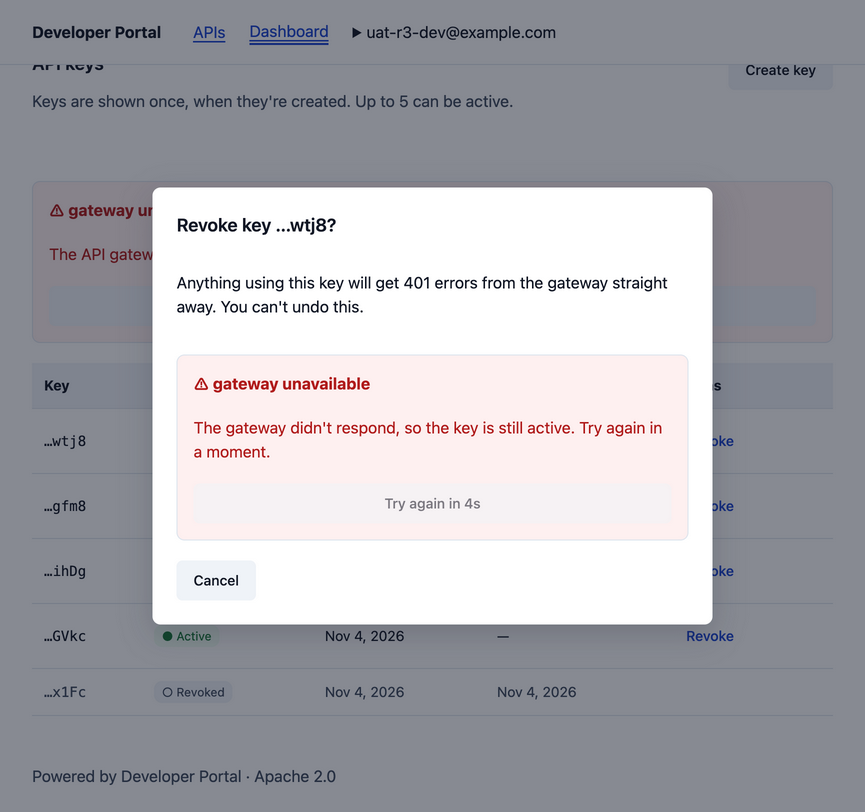 Developer Portal APIs Dashboard ▶ uat-r3-dev@example.com
API keys
Create key
Keys are shown once, when they're created. Up to 5 can be active.
gateway
The API
Revoke key ...wtj8?
Anything using this key will get 401 errors from the gateway straight
away. You can't undo this.
gateway unavailable
The gateway didn't respond, so the key is still active. Try again in
a moment.
Try again in 4s
Cancel
Key
…wtj8
…gfm8
…ihDg
…GVkc Active Nov 4, 2026 — Revoke
…x1Fc Revoked Nov 4, 2026 Nov 4, 2026
Powered by Developer Portal · Apache 2.0